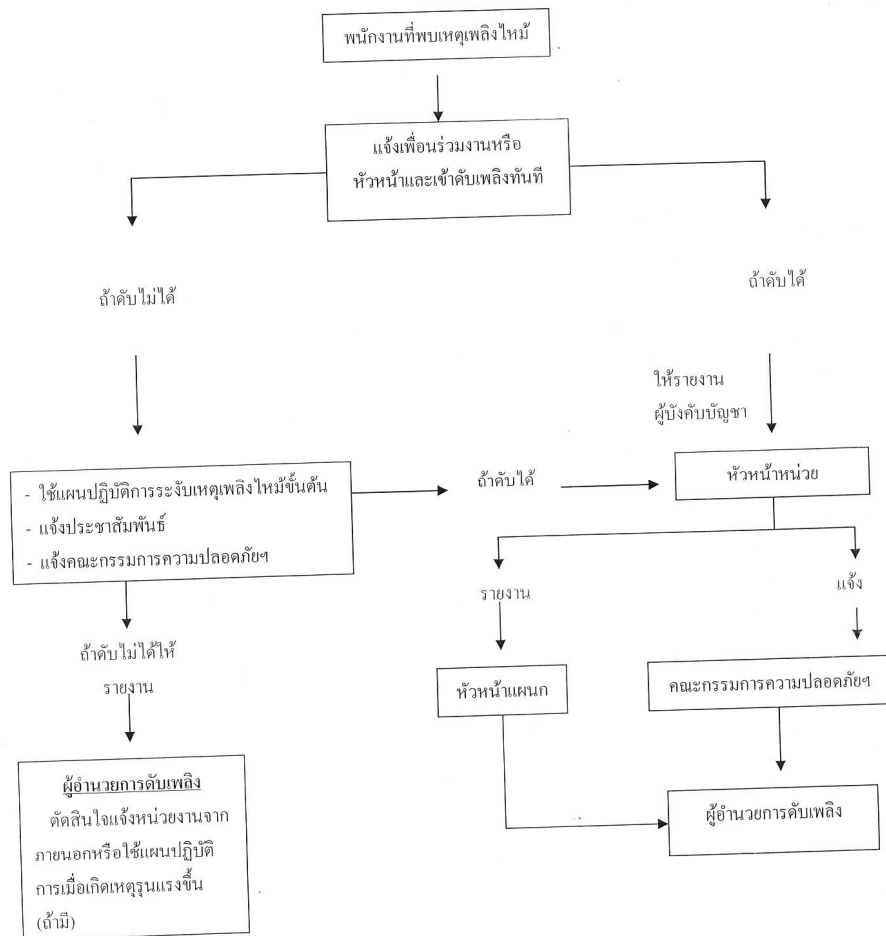 พนักงานที่พบเหตุเพลิงไหม้
แจ้งเพื่อนร่วมงานหรือ
หัวหน้าและเข้าดับเพลิงทันที
ถ้าดับไม่ได้
ถ้าดับได้
ให้รายงาน
ผู้บังคับบัญชา
- ใช้แผนปฏิบัติการระงับเหตุเพลิงไหม้ขั้นต้น
- แจ้งประชาสัมพันธ์
- แจ้งคณะกรรมการความปลอดภัยฯ
ถ้าดับได้
หัวหน้าหน่วย
รายงาน
แจ้ง
ถ้าดับไม่ได้ให้
รายงาน
หัวหน้าแผนก
คณะกรรมการความปลอดภัยฯ
ผู้อำนวยการดับเพลิง
ตัดสินใจแจ้งหน่วยงานจาก
ภายนอกหรือใช้แผนปฏิบัติ
การเมื่อเกิดเหตุรุนแรงขึ้น
(ถ้ามี)
ผู้อำนวยการดับเพลิง